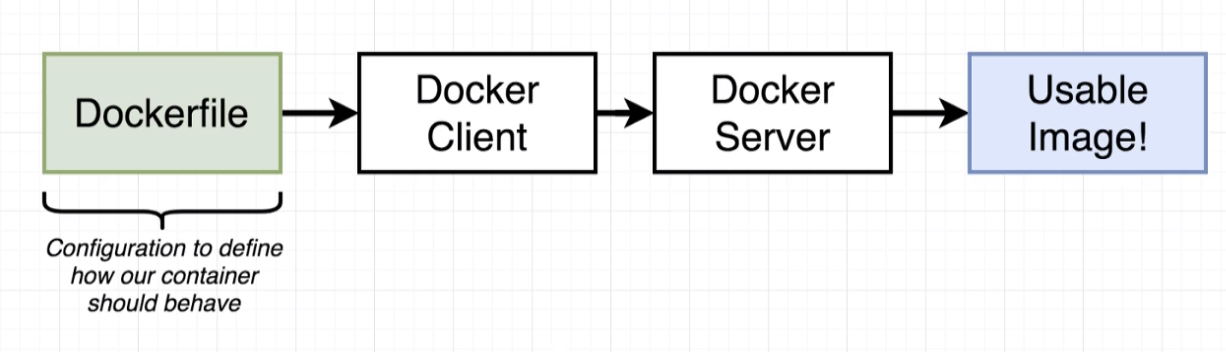 Dockerfile
Docker
Client
Docker
Server
Usable
Image!
Configuration to define
how our container
should behave